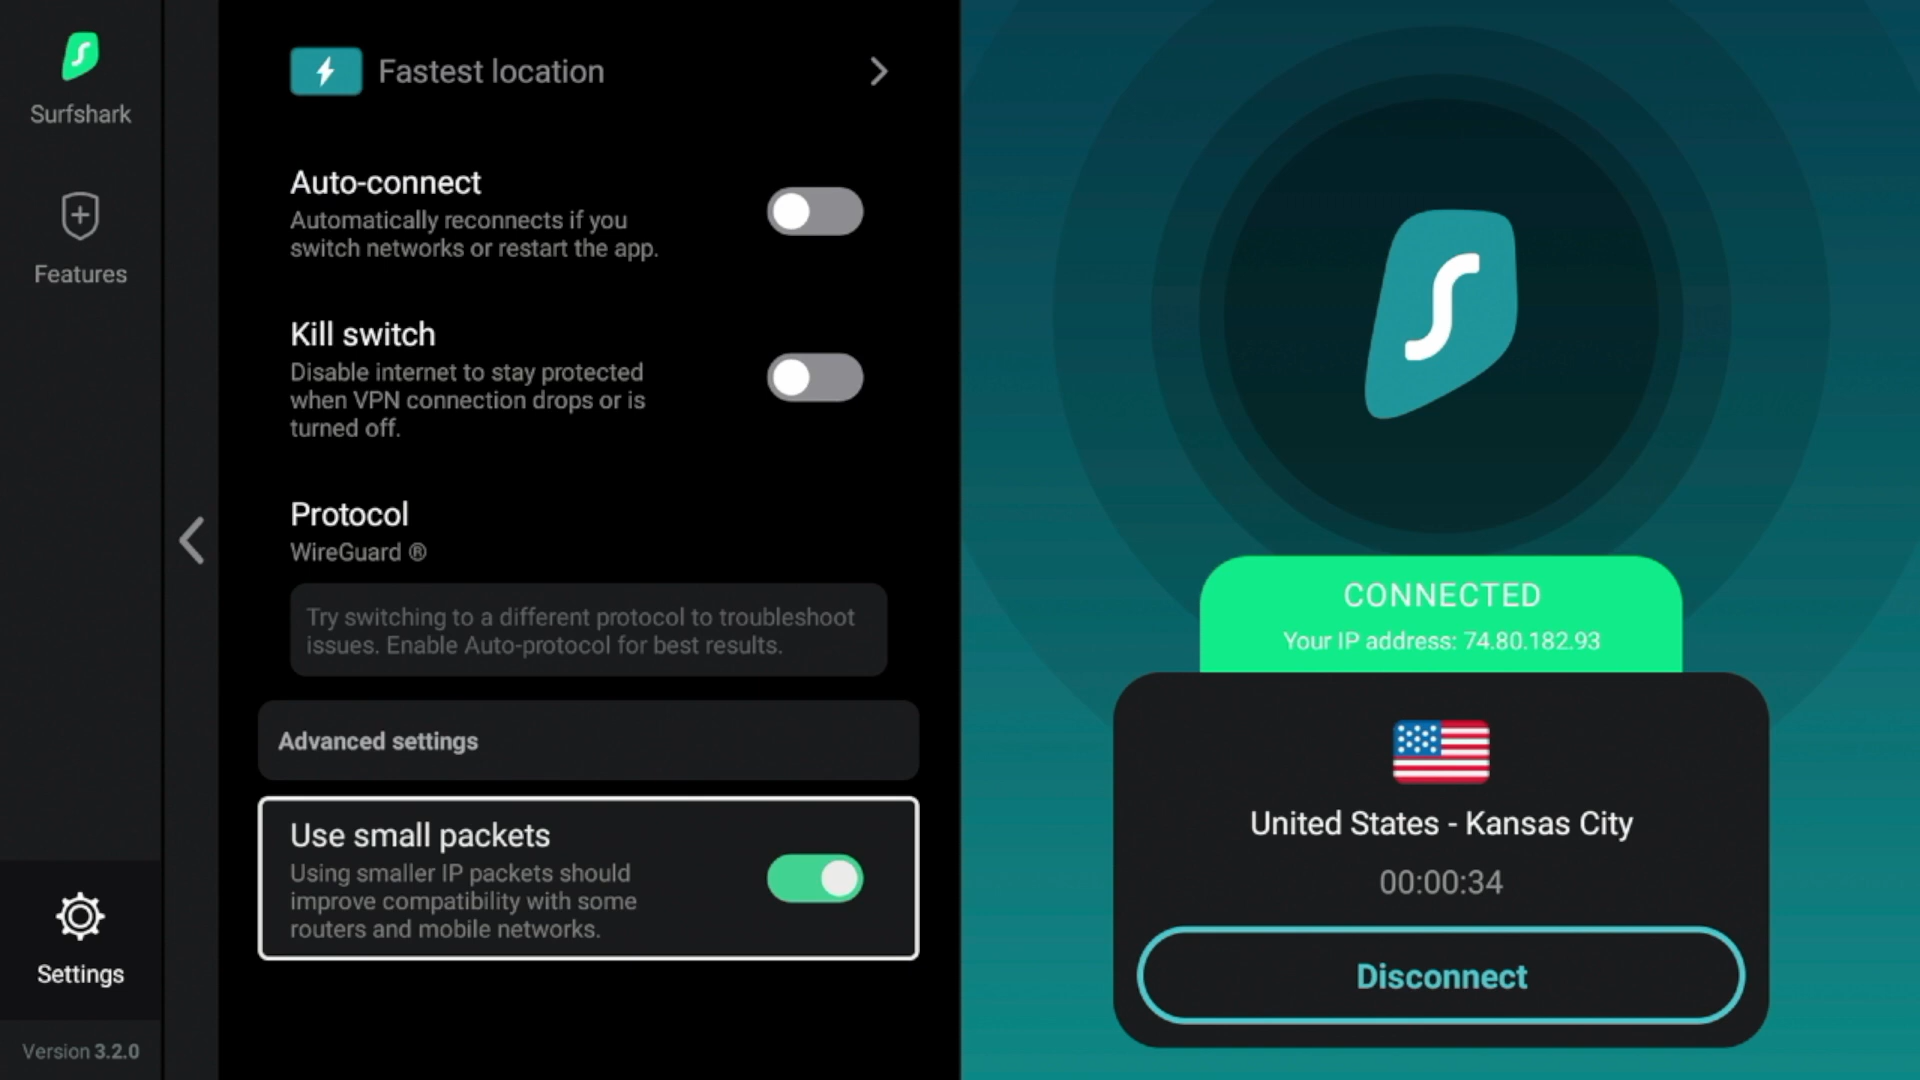 Surfshark
Features
Settings
Version 3.2.0
Fastest location
Auto-connect
Automatically reconnects if you
switch networks or restart the app.
Kill switch
Disable internet to stay protected
when VPN connection drops or is
turned off.
Protocol
WireGuard ®
Try switching to a different protocol to troubleshoot
issues. Enable Auto-protocol for best results.
Advanced settings
Use small packets
Using smaller IP packets should
improve compatibility with some
routers and mobile networks.
CONNECTED
Your IP address: 74.80.182.93
United States - Kansas City
00:00:34
Disconnect